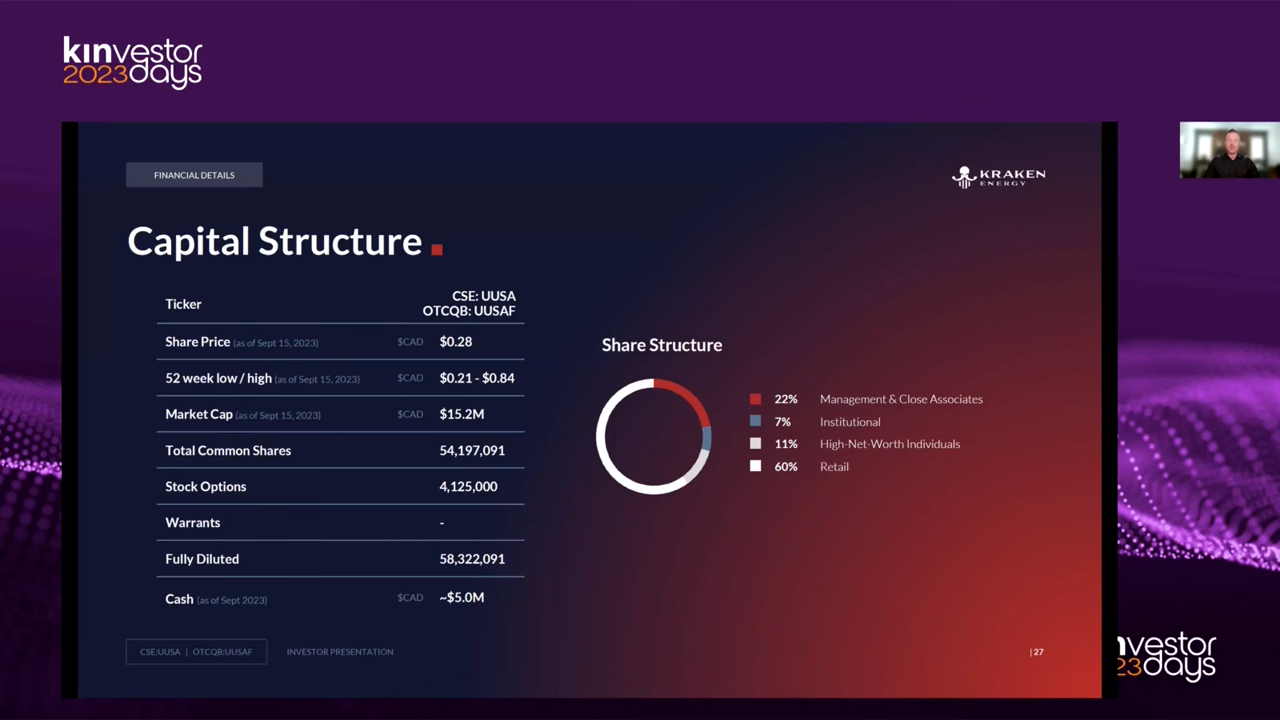 kinvestor
2023days
FINANCIAL DETAILS
KRAKEN
ENERGY
Capital Structure
Ticker CSE: UUSA
OTCQB: UUSAF
Share Price (as of Sept 15, 2023) $CAD $0.28
52 week low / high (as of Sept 15, 2023) $CAD $0.21 - $0.84
Market Cap (as of Sept 15, 2023) $CAD $15.2M
Total Common Shares 54,197,091
Stock Options 4,125,000
Warrants -
Fully Diluted 58,322,091
Cash (as of Sept 2023) $CAD ~$5.0M
Share Structure
22% Management & Close Associates
7% Institutional
11% High-Net-Worth Individuals
60% Retail
CSE:UUSA | OTCQB:UUSAF INVESTOR PRESENTATION
| 27
nvestor
23days